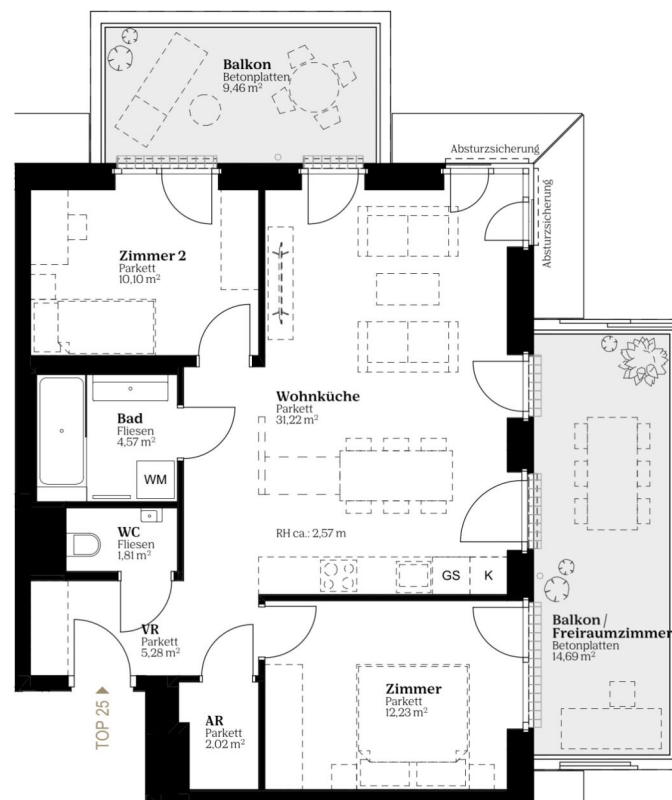 Balkon
Betonplatten
9,46 m²
Absturzsicherung
Absturzsicherung
Zimmer 2
Parkett
10,10 m²
Wohnküche
Parkett
31,22 m²
Bad
Fliesen
4,57 m²
WM
WC
Fliesen
1,81 m²
RH ca.: 2,57 m
GS
K
VR
Parkett
5,28 m²
Balkon /
Freiraumzimmer
Betonplatten
14,69 m²
Zimmer
Parkett
12,23 m²
AR
Parkett
2,02 m²
TOP 25